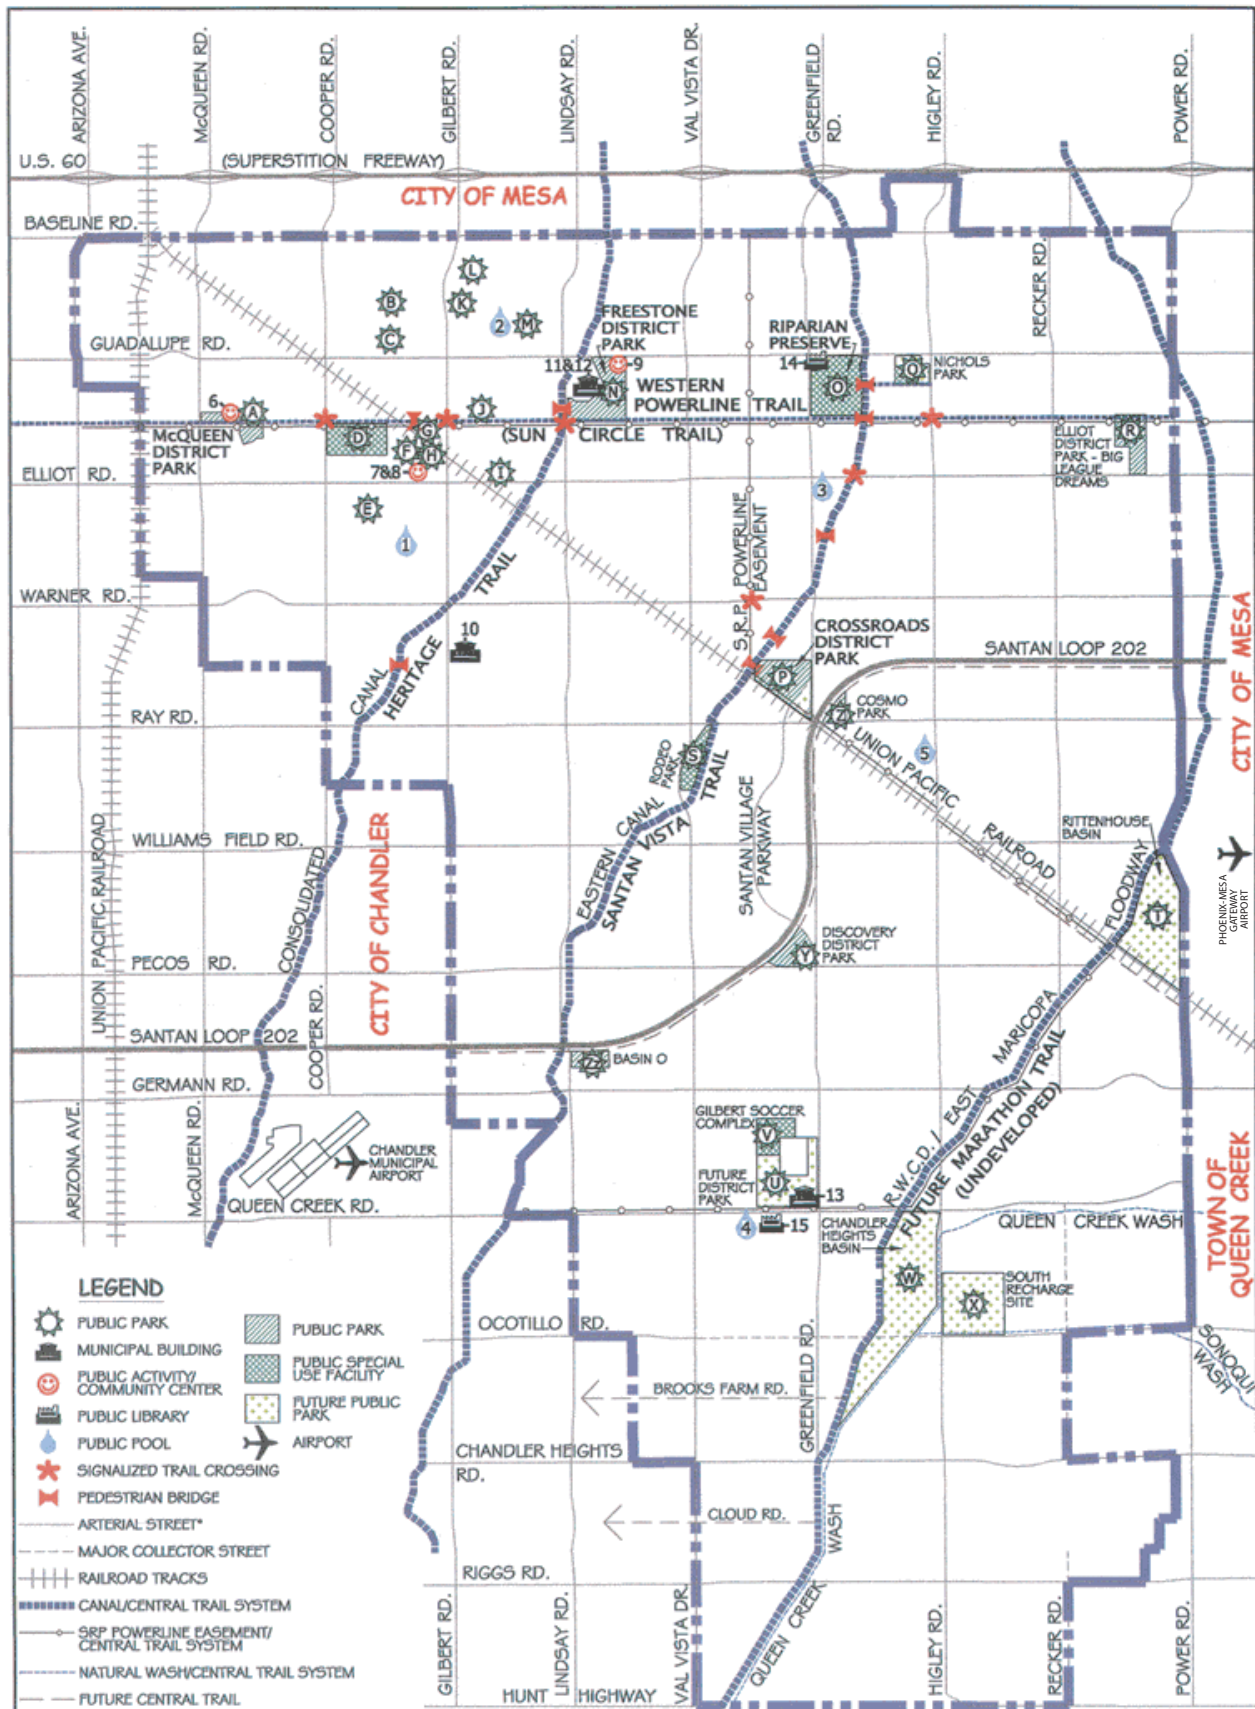 ARIZONA AVE.
McQUEEN RD.
COOPER RD.
GILBERT RD.
LINDSAY RD.
VAL VISTA DR.
GREENFIELD
RD.
HIGLEY RD.
POWER RD.
U.S. 60
(SUPERSTITION FREEWAY)
CITY OF MESA
BASELINE RD.
RECKER RD.
L
B
K
2
M
C
FREESTONE
DISTRICT
PARK
RIPARIAN
PRESERVE
GUADALUPE RD.
11&12
9
14
NICHOLS
PARK
Q
N
O
WESTERN
POWERLINE TRAIL
6
A
J
(SUN CIRCLE TRAIL)
McQUEEN
DISTRICT
PARK
D
G
F
H
7&8
I
ELLIOT
DISTRICT
PARK - BIG
LEAGUE
DREAMS
R
ELLIOT RD.
3
E
1
S.R.P. POWERLINE
EASEMENT
WARNER RD.
CANAL
HERITAGE TRAIL
10
CROSSROADS
DISTRICT
PARK
P
SANTAN LOOP 202
CITY OF MESA
COSMO
PARK
Z
RAY RD.
RODEO
PARK
S
5
UNION PACIFIC
RAILROAD
EASTERN CANAL
SANTAN VISTA TRAIL
SANTAN VILLAGE
PARKWAY
WILLIAMS FIELD RD.
RITTENHOUSE
BASIN
PHOENIX-MESA
GATEWAY
AIRPORT
UNION PACIFIC RAILROAD
CONSOLIDATED
CITY OF CHANDLER
T
DISCOVERY
DISTRICT
PARK
Y
PECOS RD.
R.W.C.D. / EAST MARICOPA FLOODWAY
FUTURE MARATHON TRAIL
(UNDEVELOPED)
SANTAN LOOP 202
COOPER RD.
ZZ
BASIN O
GERMANN RD.
ARIZONA AVE.
McQUEEN RD.
CHANDLER
MUNICIPAL
AIRPORT
GILBERT SOCCER
COMPLEX
V
FUTURE
DISTRICT
PARK
U
13
TOWN OF
QUEEN CREEK
QUEEN CREEK RD.
4
15
CHANDLER
HEIGHTS
BASIN
QUEEN CREEK WASH
W
SOUTH
RECHARGE
SITE
X
OCOTILLO RD.
SONOQUI
WASH
GREENFIELD RD.
BROOKS FARM RD.
CHANDLER HEIGHTS
RD.
CLOUD RD.
QUEEN CREEK WASH
RIGGS RD.
GILBERT RD.
LINDSAY RD.
VAL VISTA DR.
HIGLEY RD.
RECKER RD.
POWER RD.
HUNT HIGHWAY
LEGEND
PUBLIC PARK
MUNICIPAL BUILDING
PUBLIC ACTIVITY/
COMMUNITY CENTER
PUBLIC LIBRARY
PUBLIC POOL
SIGNALIZED TRAIL CROSSING
PEDESTRIAN BRIDGE
ARTERIAL STREET*
MAJOR COLLECTOR STREET
RAILROAD TRACKS
CANAL/CENTRAL TRAIL SYSTEM
SRP POWERLINE EASEMENT/
CENTRAL TRAIL SYSTEM
NATURAL WASH/CENTRAL TRAIL SYSTEM
FUTURE CENTRAL TRAIL
PUBLIC PARK
PUBLIC SPECIAL
USE FACILITY
FUTURE PUBLIC
PARK
AIRPORT